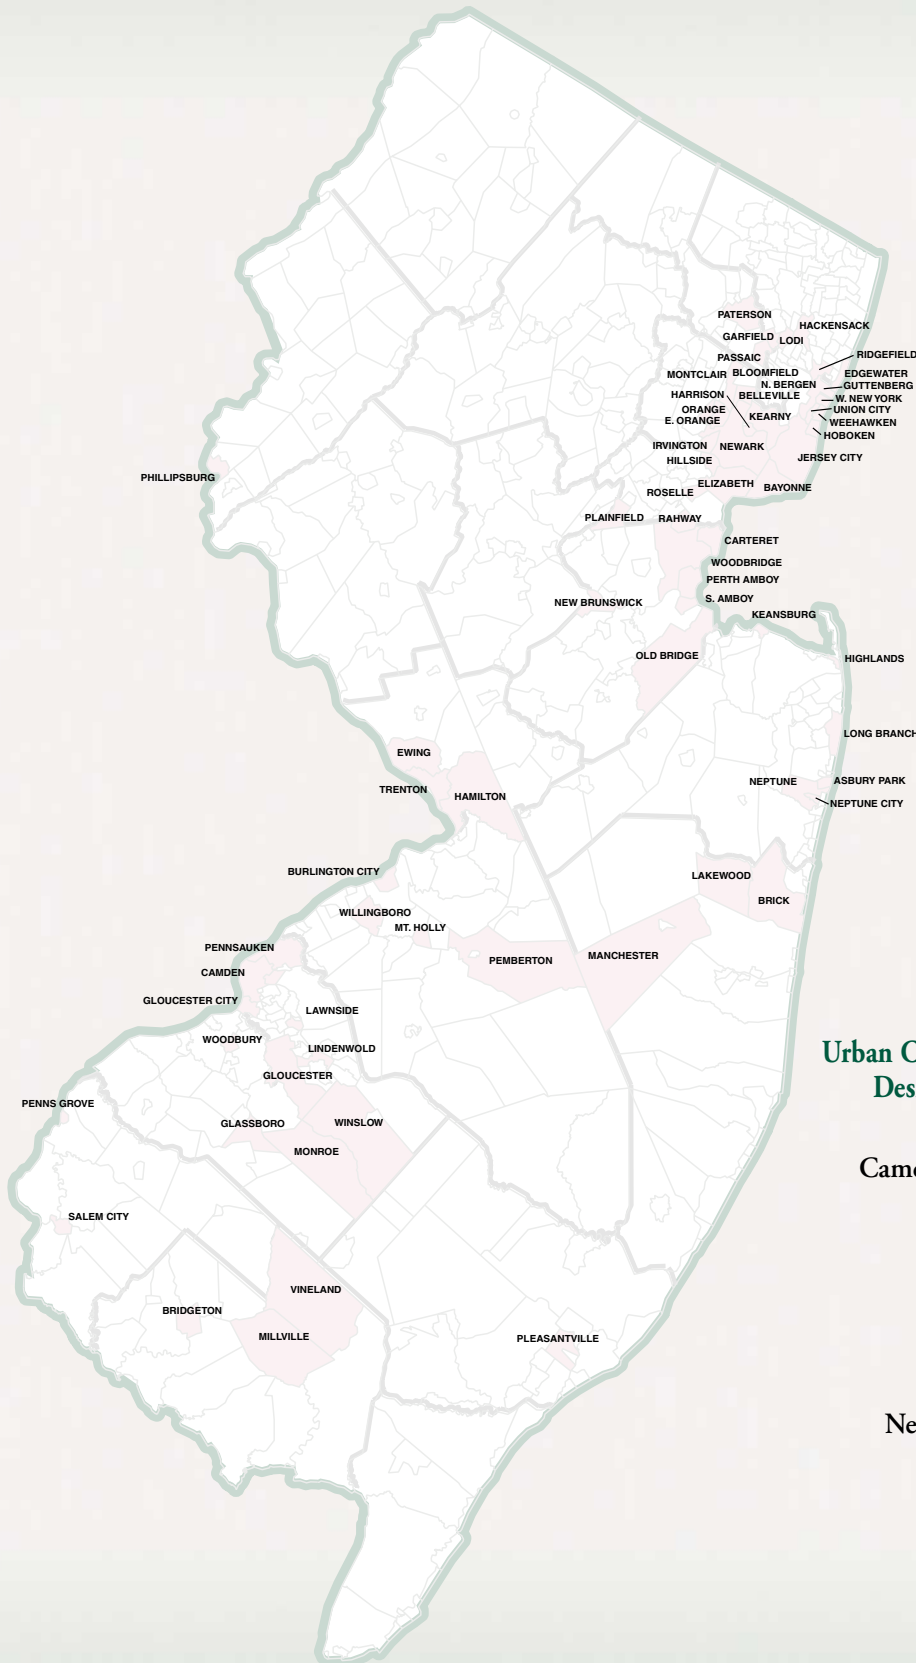 PATERSON
HACKENSACK
GARFIELD
LODI
RIDGEFIELD
PASSAIC
MONTCLAIR
BLOOMFIELD
EDGEWATER
N. BERGEN
GUTTENBERG
HARRISON
BELLEVILLE
W. NEW YORK
ORANGE
UNION CITY
E. ORANGE
KEARNY
WEEHAWKEN
HOBOKEN
IRVINGTON
NEWARK
JERSEY CITY
HILLSIDE
PHILLIPSBURG
ELIZABETH
BAYONNE
ROSELLE
PLAINFIELD
RAHWAY
CARTERET
WOODBRIDGE
PERTH AMBOY
NEW BRUNSWICK
S. AMBOY
KEANSBURG
OLD BRIDGE
HIGHLANDS
LONG BRANCH
EWING
NEPTUNE
ASBURY PARK
TRENTON
HAMILTON
NEPTUNE CITY
BURLINGTON CITY
LAKEWOOD
BRICK
WILLINGBORO
MT. HOLLY
PENNSAUKEN
PEMBERTON
MANCHESTER
CAMDEN
GLOUCESTER CITY
LAWNSIDE
WOODBURY
LINDENWOLD
Urban
GLOUCESTER
Des
PENNS GROVE
GLASSBORO
WINSLOW
MONROE
Camd
SALEM CITY
VINELAND
BRIDGETON
MILLVILLE
PLEASANTVILLE
Ne